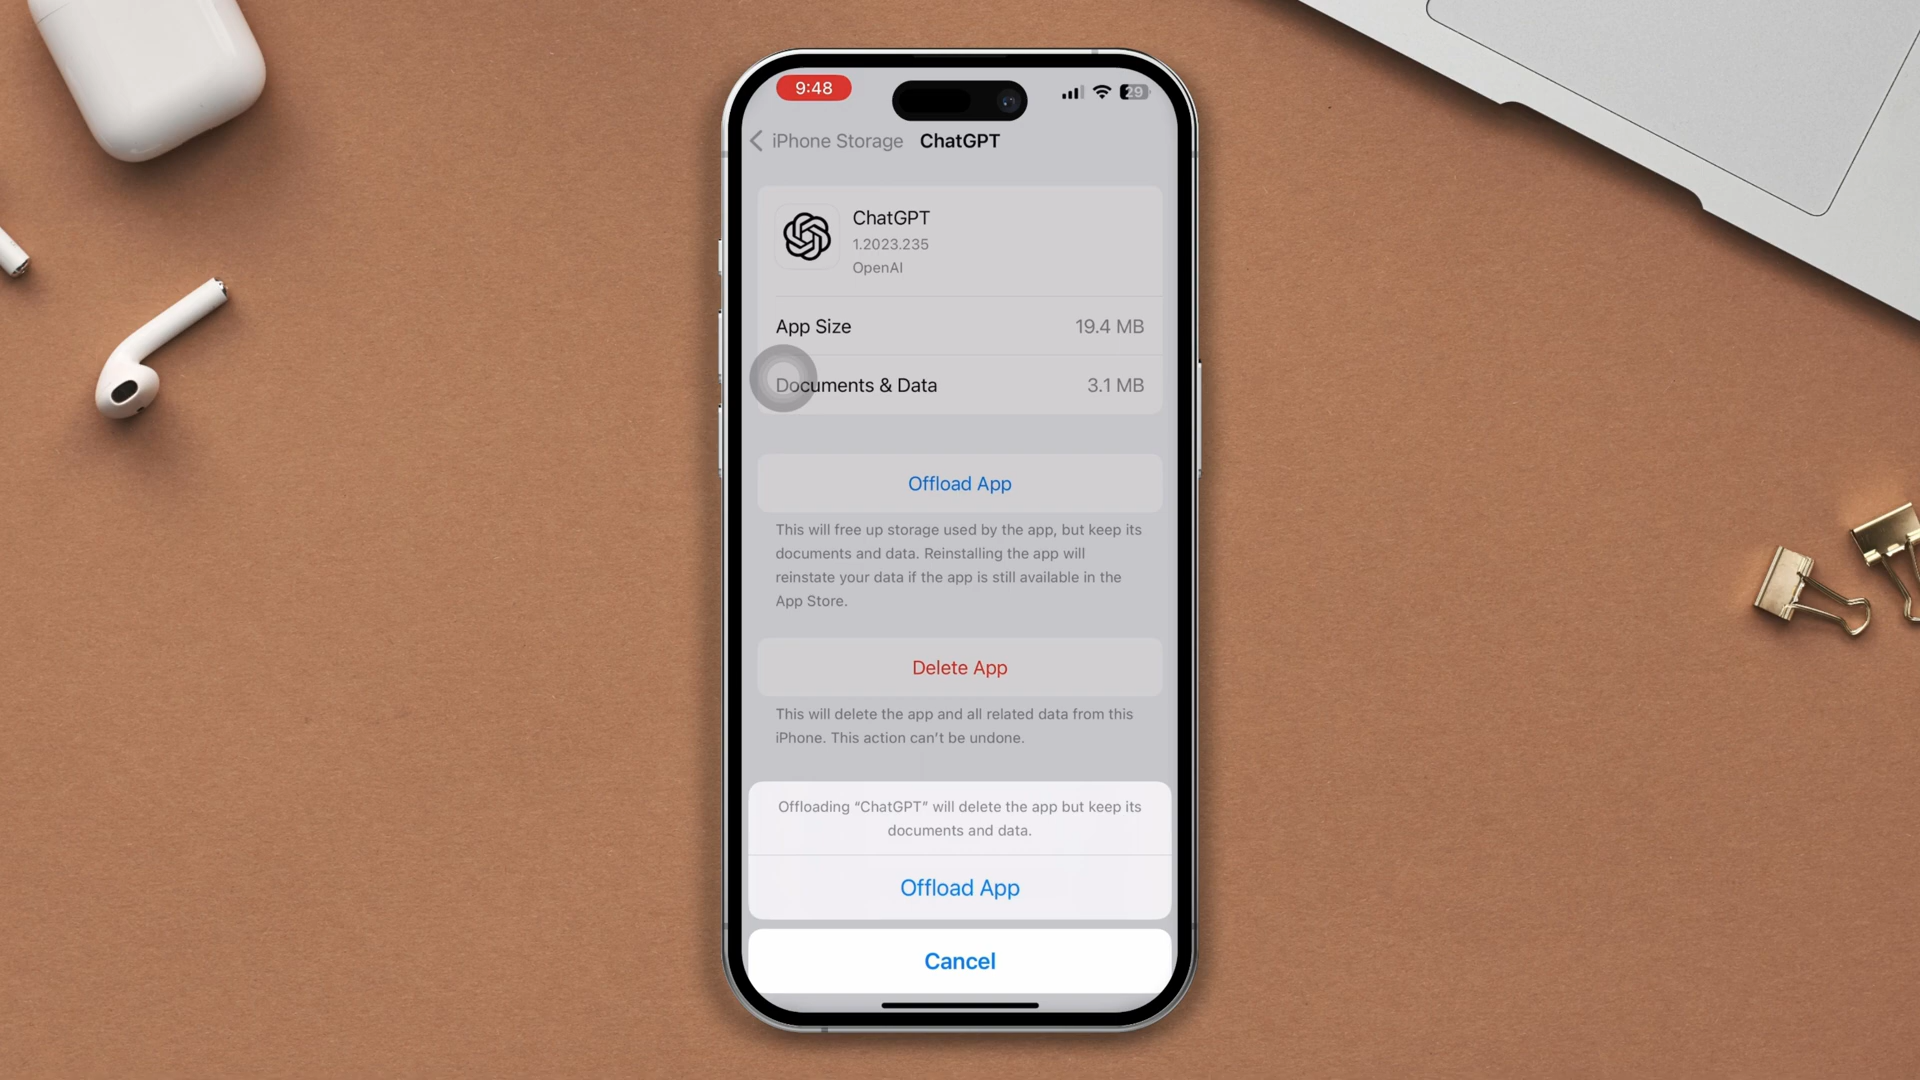 9:48
29
iPhone Storage ChatGPT
ChatGPT
1.2023.235
OpenAI
App Size 19.4 MB
Documents & Data 3.1 MB
Offload App
This will free up storage used by the app, but keep its
documents and data. Reinstalling the app will
reinstate your data if the app is still available in the
App Store.
Delete App
This will delete the app and all related data from this
iPhone. This action can’t be undone.
Offloading “ChatGPT” will delete the app but keep its
documents and data.
Offload App
Cancel